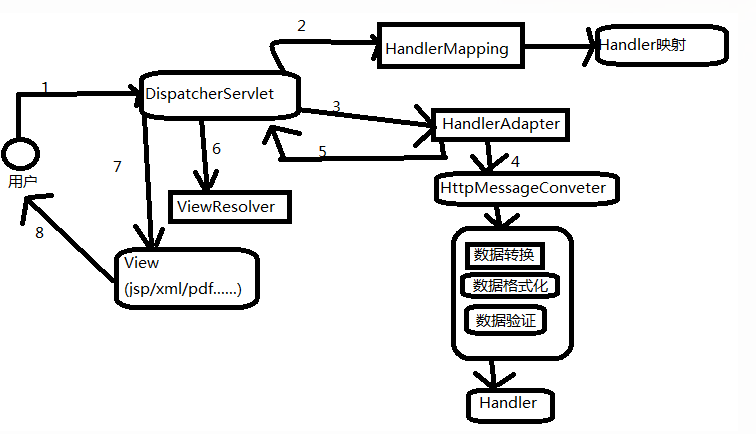 2
HandlerMapping
Handler映射
1
DispatcherServlet
3
HandlerAdapter
5
6
4
用户
7
HttpMessageConveter
ViewResolver
8
View
(jsp/xml/pdf......)
数据转换
数据格式化
数据验证
Handler